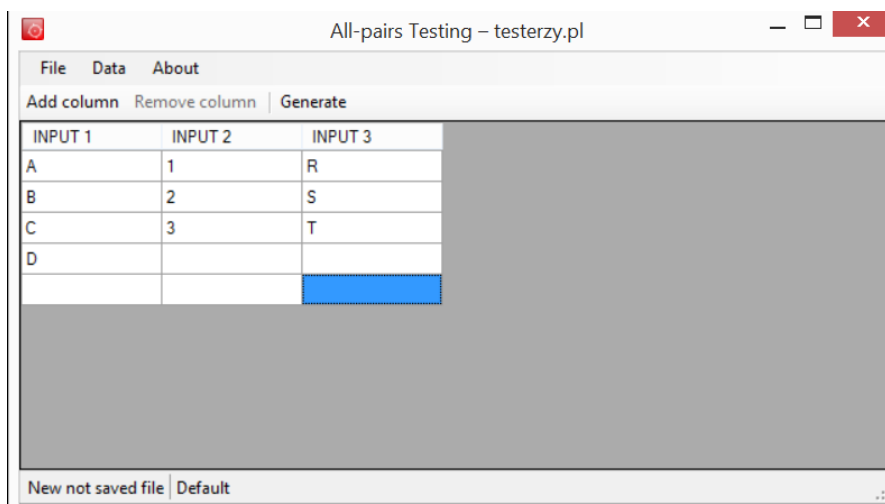 All-pairs Testing – testerzy.pl
File Data About
Add column Remove column Generate
INPUT 1 INPUT 2 INPUT 3
A 1 R
B 2 S
C 3 T
D
New not saved file Default